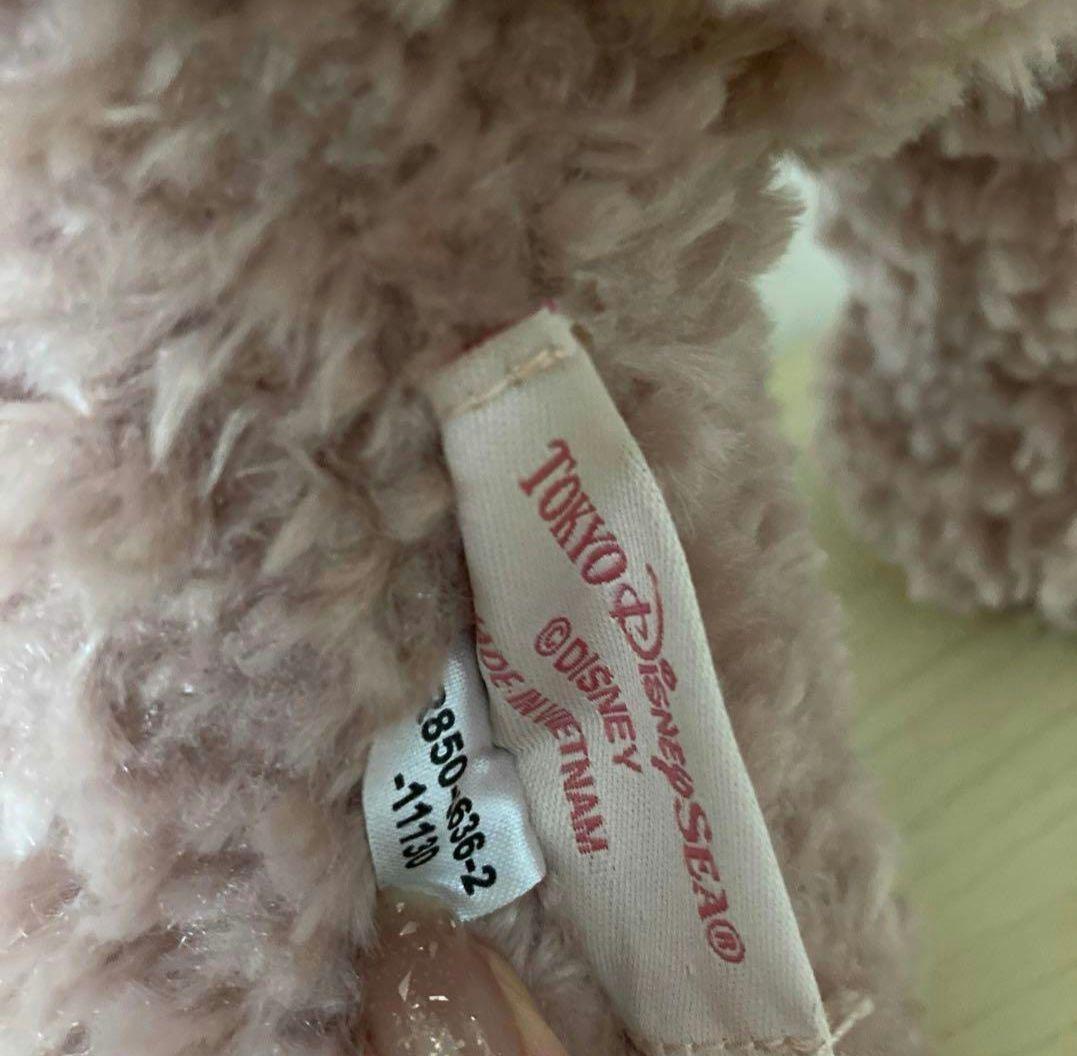 TOKYO DISNEYSEA®
©DISNEY
MADE IN VIETNAM
850-636-2
-11130